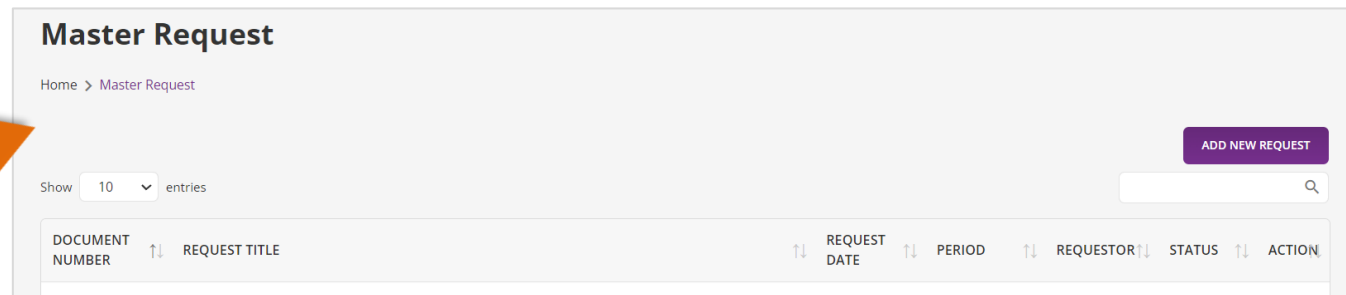 Master Request
Home > Master Request
ADD NEW REQUEST
Show 10 entries
DOCUMENT NUMBER REQUEST TITLE REQUEST DATE PERIOD REQUESTOR STATUS ACTION